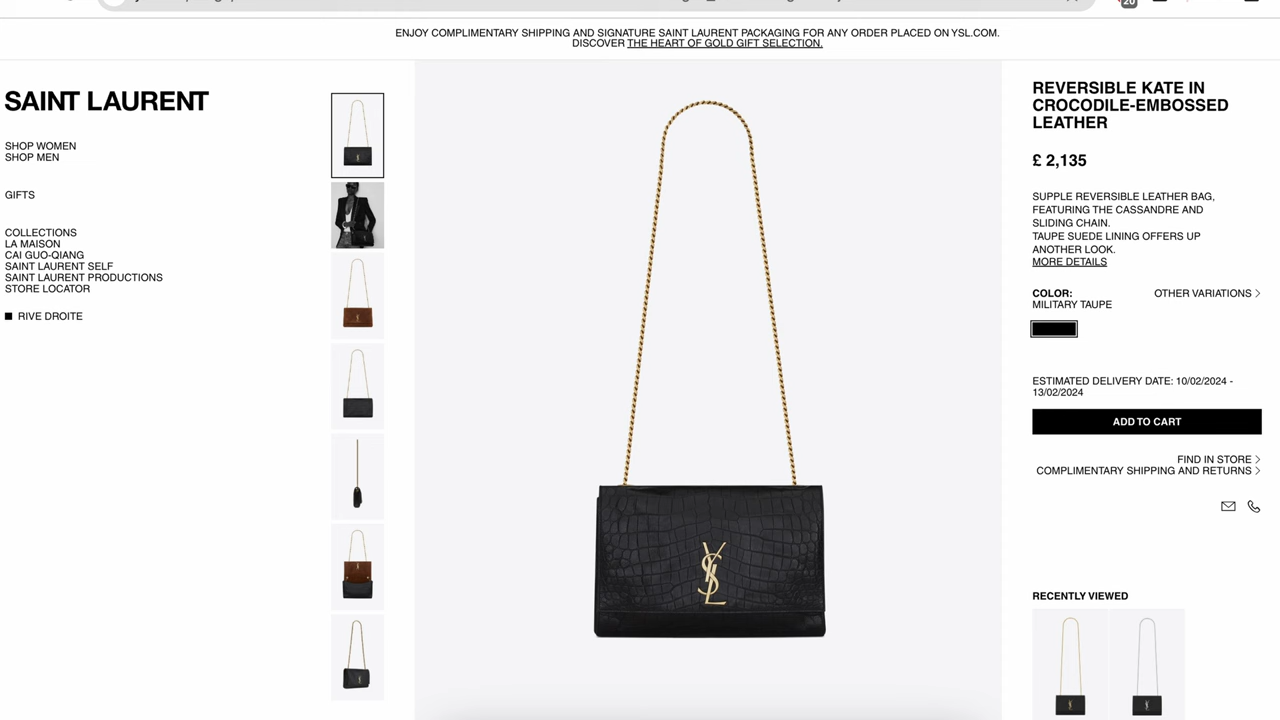 20
ENJOY COMPLIMENTARY SHIPPING AND SIGNATURE SAINT LAURENT PACKAGING FOR ANY ORDER PLACED ON YSL.COM.
DISCOVER THE HEART OF GOLD GIFT SELECTION.
SAINT LAURENT
SHOP WOMEN
SHOP MEN
GIFTS
COLLECTIONS
LA MAISON
CAI GUO-QIANG
SAINT LAURENT SELF
SAINT LAURENT PRODUCTIONS
STORE LOCATOR
RIVE DROITE
YSL
REVERSIBLE KATE IN
CROCODILE-EMBOSSED
LEATHER
£ 2,135
SUPPLE REVERSIBLE LEATHER BAG,
FEATURING THE CASSANDRE AND
SLIDING CHAIN.
TAUPE SUEDE LINING OFFERS UP
ANOTHER LOOK.
MORE DETAILS
COLOR:
OTHER VARIATIONS
MILITARY TAUPE
ESTIMATED DELIVERY DATE: 10/02/2024 -
13/02/2024
ADD TO CART
FIND IN STORE
COMPLIMENTARY SHIPPING AND RETURNS
RECENTLY VIEWED